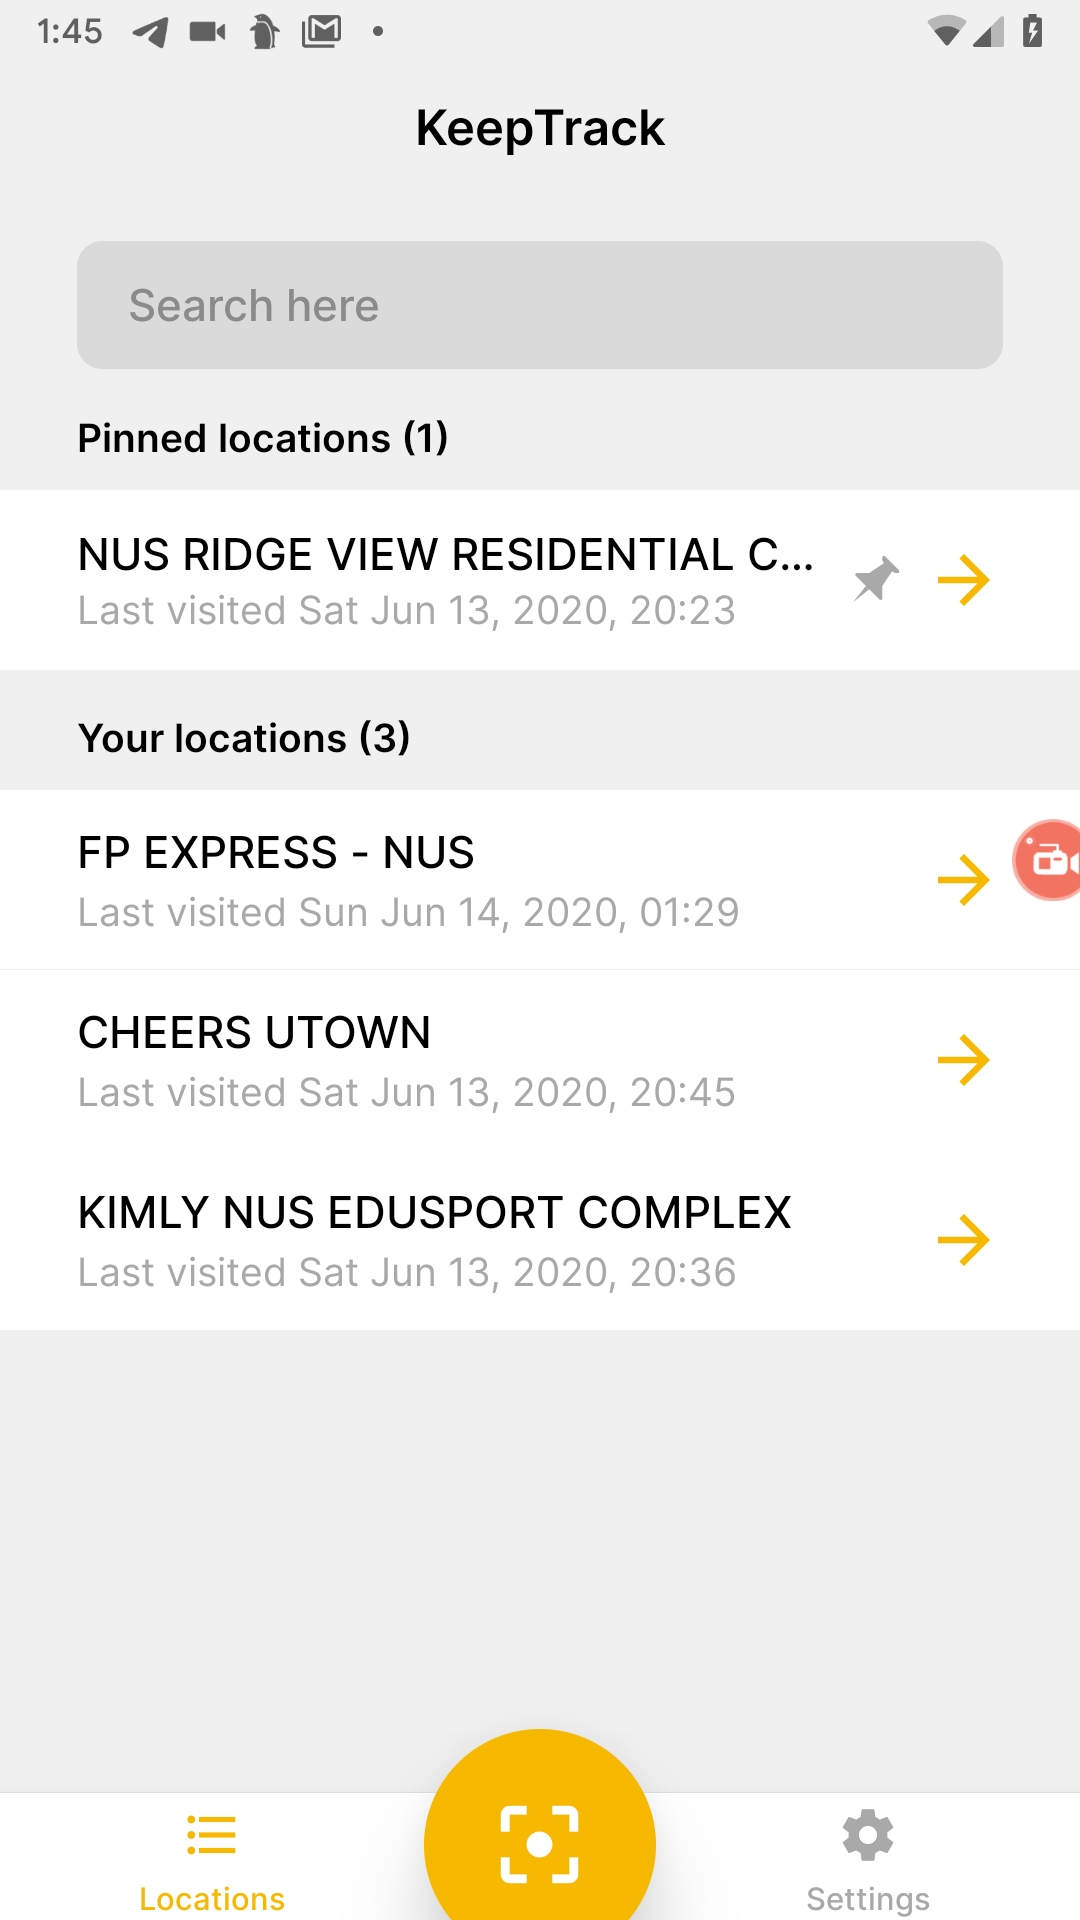 1:45
KeepTrack
Search here
Pinned locations (1)
NUS RIDGE VIEW RESIDENTIAL C...
Last visited Sat Jun 13, 2020, 20:23
Your locations (3)
FP EXPRESS - NUS
Last visited Sun Jun 14, 2020, 01:29
CHEERS UTOWN
Last visited Sat Jun 13, 2020, 20:45
KIMLY NUS EDUSPORT COMPLEX
Last visited Sat Jun 13, 2020, 20:36
Locations
Settings